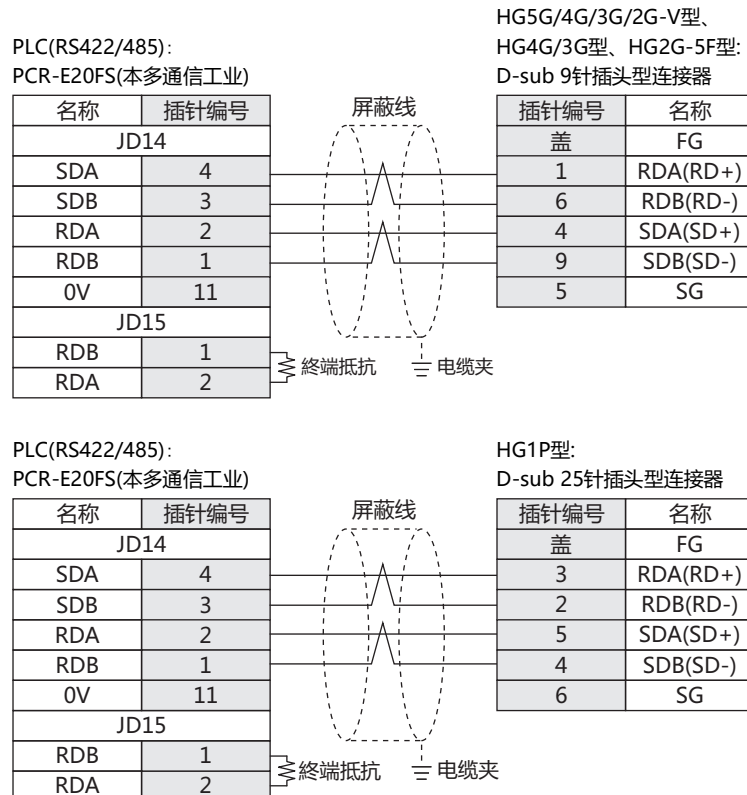 HG5G/4G/3G/2G-V型、
PLC(RS422/485): HG4G/3G型、HG2G-5F型:
PCR-E20FS(本多通信工业) D-sub 9针插头型连接器
名称 插针编号 屏蔽线 插针编号 名称
JD14 盖 FG
SDA 4 1 RDA(RD+)
SDB 3 6 RDB(RD-)
RDA 2 4 SDA(SD+)
RDB 1 9 SDB(SD-)
0V 11 5 SG
JD15
RDB 1
終端抵抗 电缆夹
RDA 2
PLC(RS422/485): HG1P型:
PCR-E20FS(本多通信工业) D-sub 25针插头型连接器
名称 插针编号 屏蔽线 插针编号 名称
JD14 盖 FG
SDA 4 3 RDA(RD+)
SDB 3 2 RDB(RD-)
RDA 2 5 SDA(SD+)
RDB 1 4 SDB(SD-)
0V 11 6 SG
JD15
RDB 1
終端抵抗 电缆夹
RDA 2